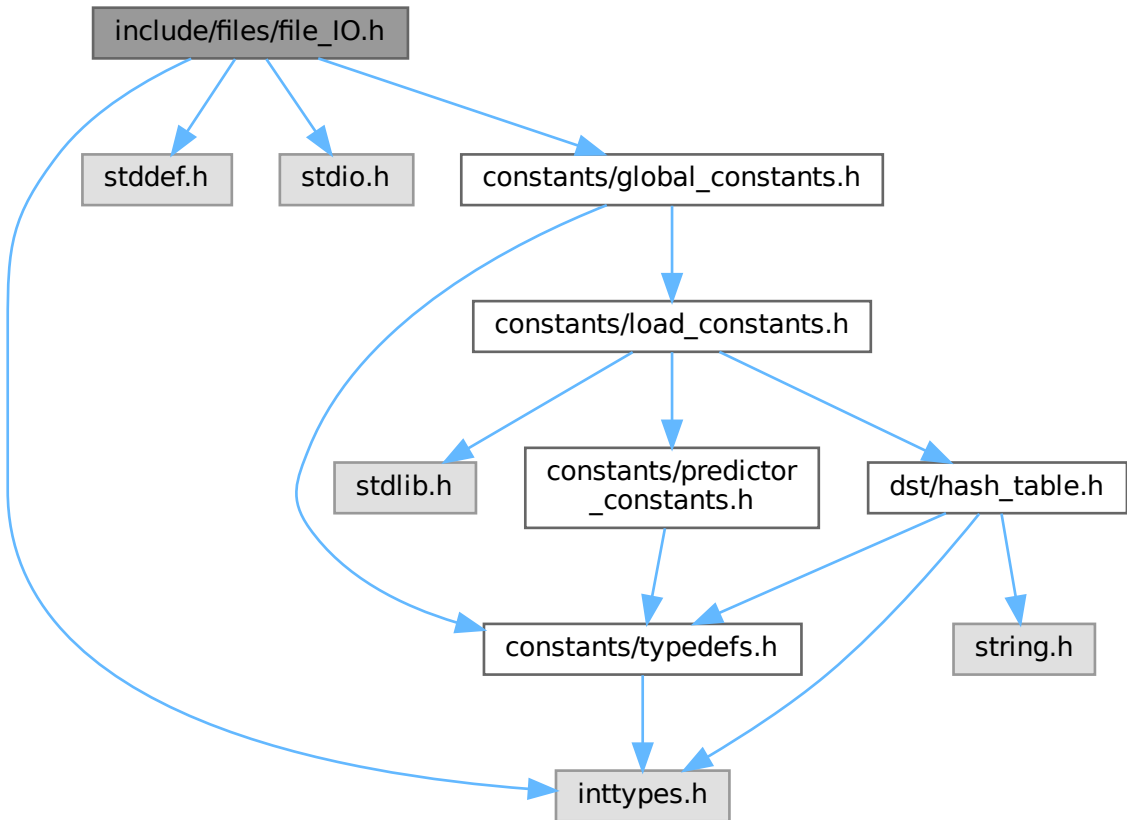 include/files/file_IO.h
stddef.h
stdio.h
constants/global_constants.h
constants/load_constants.h
stdlib.h
constants/predictor
_constants.h
dst/hash_table.h
constants/typedefs.h
string.h
inttypes.h